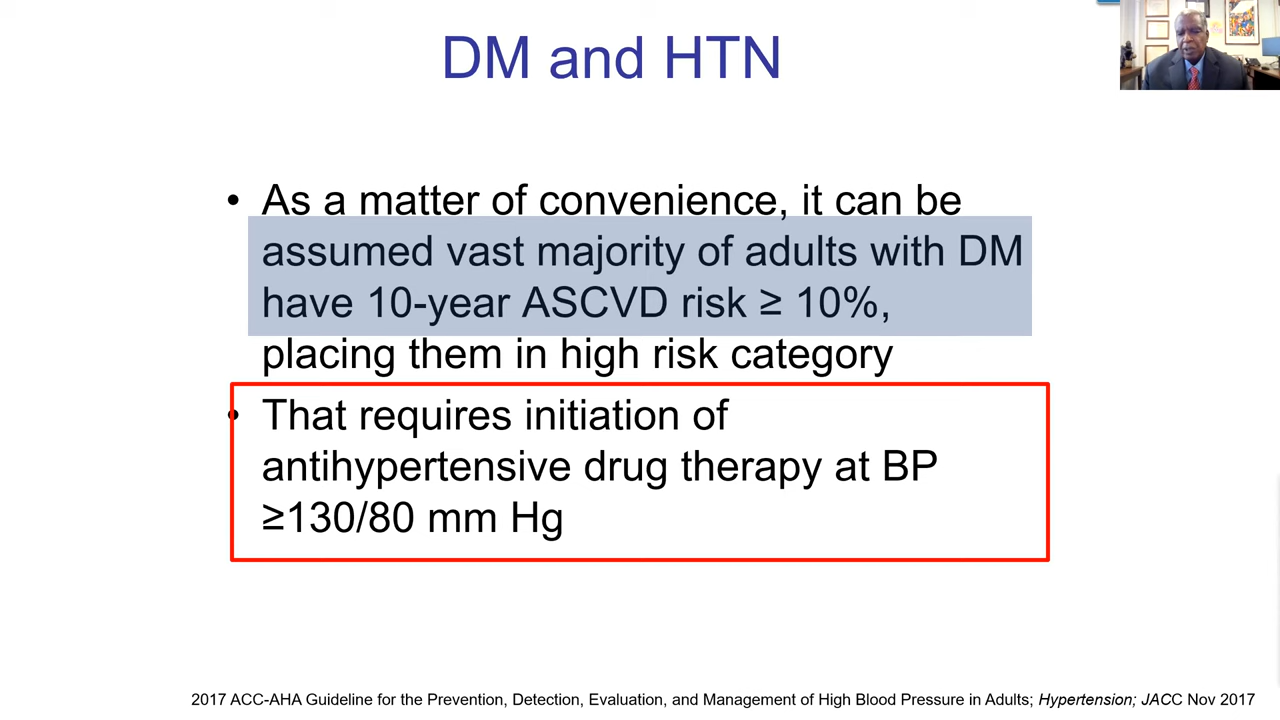 DM and HTN
• As a matter of convenience, it can be
assumed vast majority of adults with DM
have 10-year ASCVD risk ≥ 10%,
placing them in high risk category
• That requires initiation of
antihypertensive drug therapy at BP
≥130/80 mm Hg
2017 ACC-AHA Guideline for the Prevention, Detection, Evaluation, and Management of High Blood Pressure in Adults; Hypertension; JACC Nov 2017